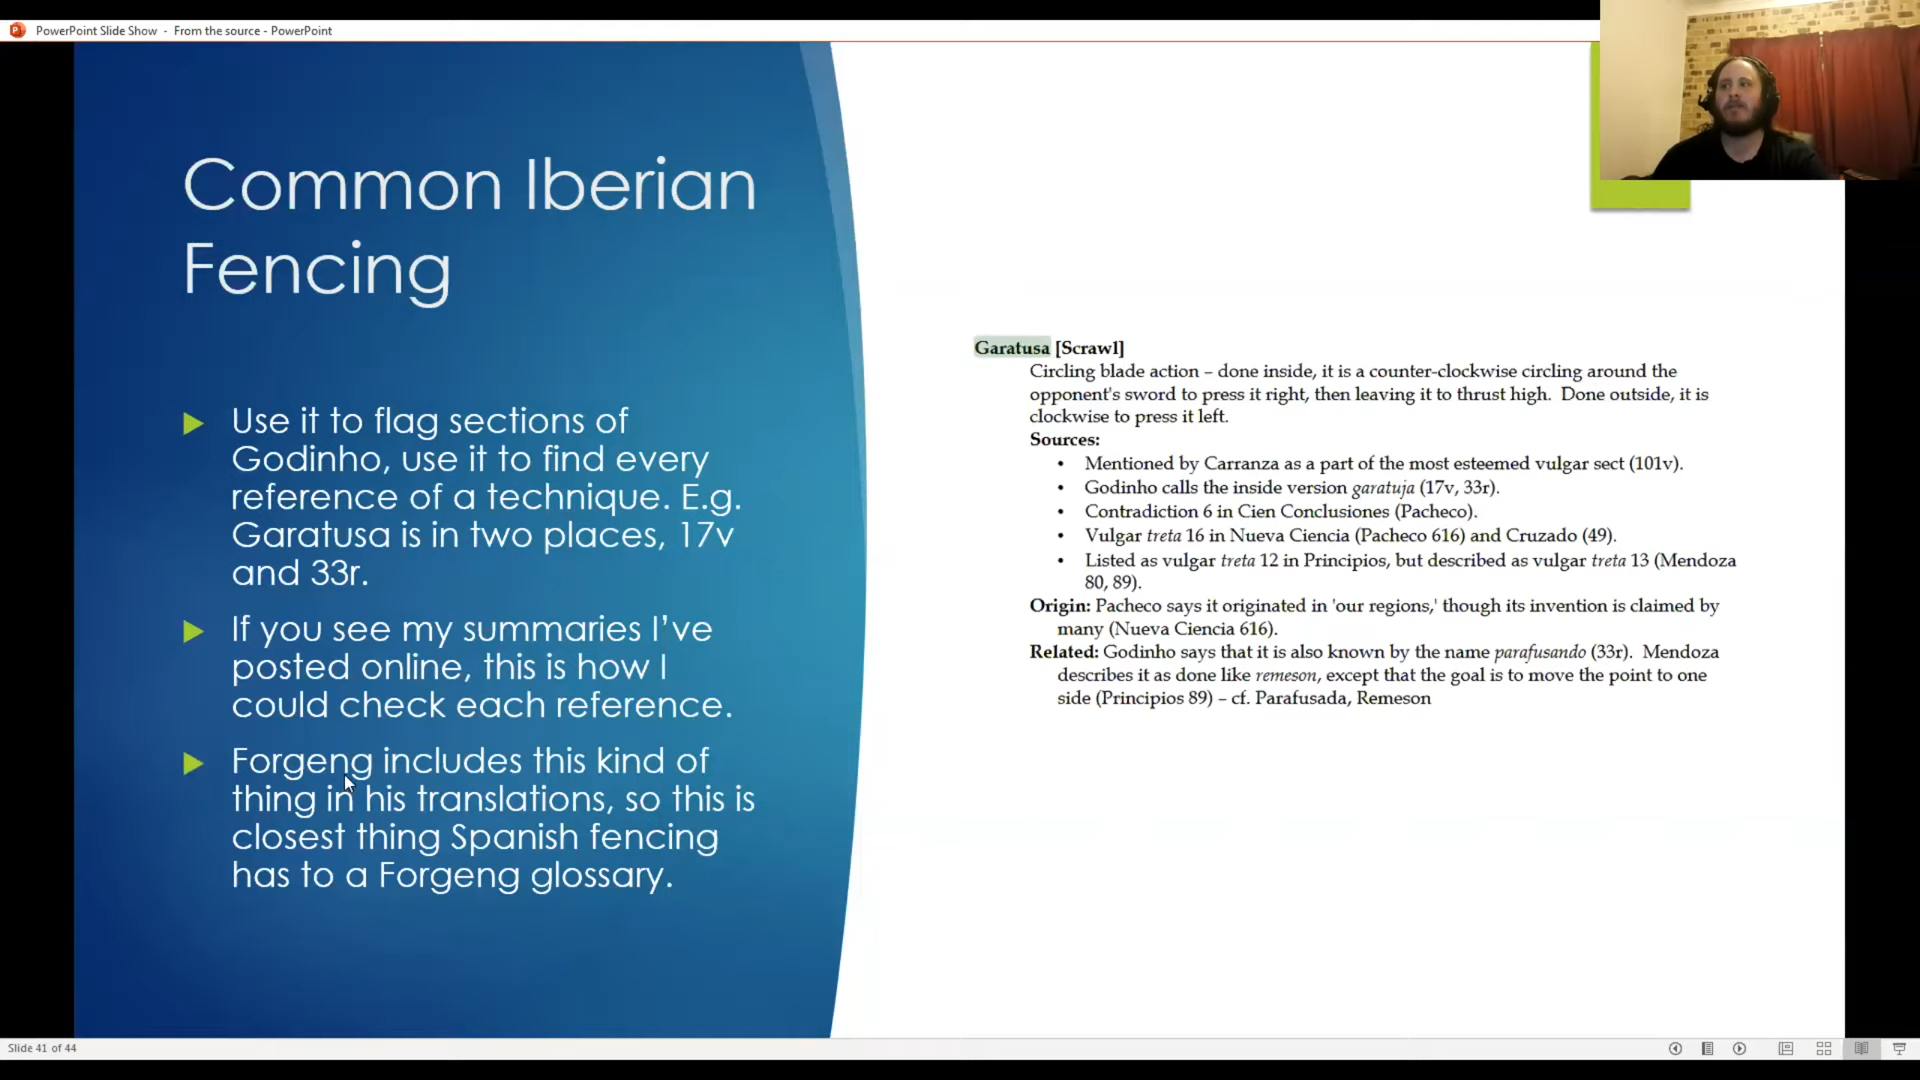 PowerPoint Slide Show - From the source - PowerPoint
Common Iberian
Fencing
Use it to flag sections of
Godinho, use it to find every
reference of a technique. E.g.
Garatusa is in two places, 17v
and 33r.
If you see my summaries I've
posted online, this is how I
could check each reference.
Forgeng includes this kind of
thing in his translations, so this is
closest thing Spanish fencing
has to a Forgeng glossary.
Garatusa [Scrawl]
Circling blade action – done inside, it is a counter-clockwise circling around the
opponent's sword to press it right, then leaving it to thrust high. Done outside, it is
clockwise to press it left.
Sources:
• Mentioned by Carranza as a part of the most esteemed vulgar sect (101v).
• Godinho calls the inside version garatuja (17v, 33r).
• Contradiction 6 in Cien Conclusiones (Pacheco).
• Vulgar treta 16 in Nueva Ciencia (Pacheco 616) and Cruzado (49).
• Listed as vulgar treta 12 in Principios, but described as vulgar treta 13 (Mendoza
80, 89).
Origin: Pacheco says it originated in 'our regions,' though its invention is claimed by
many (Nueva Ciencia 616).
Related: Godinho says that it is also known by the name parafusando (33r). Mendoza
describes it as done like remeson, except that the goal is to move the point to one
side (Principios 89) – cf. Parafusada, Remeson
Slide 41 of 44